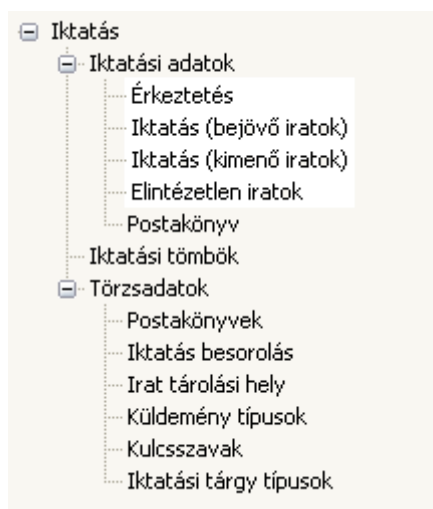 Iktatás
Iktatási adatok
Érkeztetés
Iktatás (bejövő iratok)
Iktatás (kimenő iratok)
Elintézetlen iratok
Postakönyv
Iktatási tömbök
Törzsadatok
Postakönyvek
Iktatás besorolás
Irat tárolási hely
Küldemény típusok
Kulcsszavak
Iktatási tárgy típusok